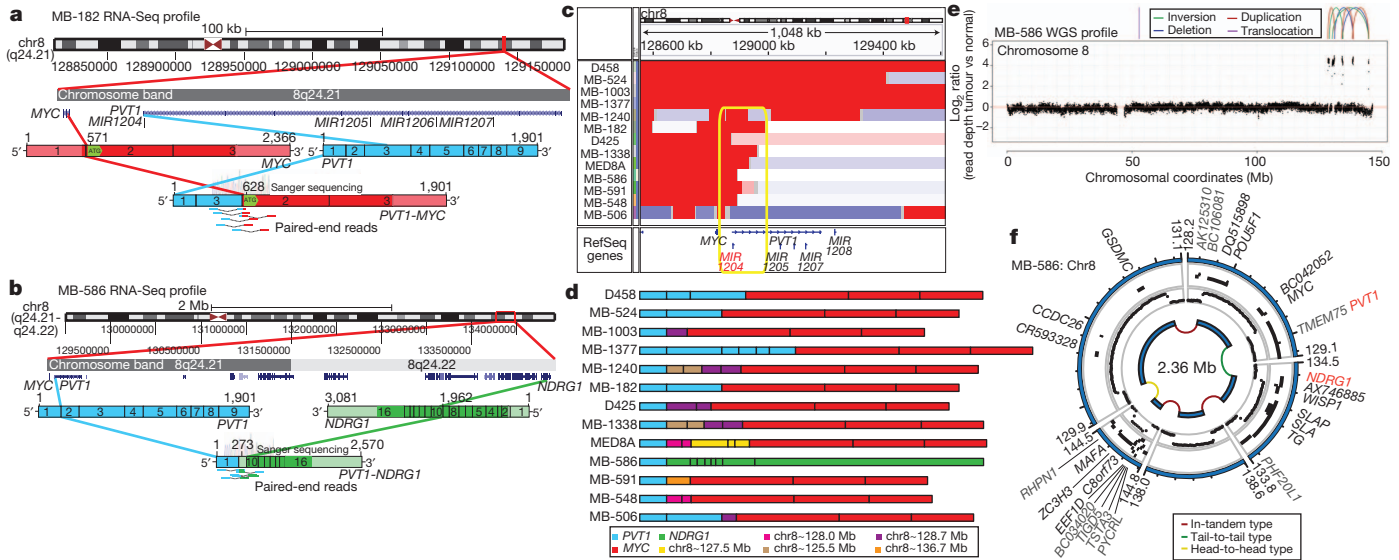 a
MB-182 RNA-Seq profile
100 kb
chr8
(q24.21)
128850000 128900000 128950000 129000000 129050000 129100000 129150000
Chromosome band 8q24.21
MYC PVT1
MIR1204 MIR1205 MIR1206 MIR1207
1 571 2,366 1 1,901
5′ 1 ATG 2 3 3′ 5′ 1 2 3 4 5 6 7 8 9 3′
MYC PVT1
1 628 Sanger sequencing 1,901
5′ 1 3 ATG 2 3 3′
PVT1-MYC
Paired-end reads
b
MB-586 RNA-Seq profile
2 Mb
chr8
(q24.21-
q24.22)
130000000 131000000 132000000 133000000 134000000
129500000 130500000 131500000 132500000 133500000
Chromosome band 8q24.21 8q24.22
MYC PVT1 NDRG1
1 1,901 3,081 1,962 1
5′ 1 2 3 4 5 6 7 8 9 3′ 3′ 16 10 8 5 4 2 1 5′
PVT1 NDRG1
1 273 Sanger sequencing 2,570
5′ 1 10 16 3′
PVT1-NDRG1
Paired-end reads
c
chr8
1,048 kb
128600 kb 129000 kb 129400 kb
D458
MB-524
MB-1003
MB-1377
MB-1240
MB-182
D425
MB-1338
MED8A
MB-586
MB-591
MB-548
MB-506
RefSeq
genes
MYC PVT1 MIR
1208
MIR
1204
MIR
1205
MIR
1207
d
D458
MB-524
MB-1003
MB-1377
MB-1240
MB-182
D425
MB-1338
MED8A
MB-586
MB-591
MB-548
MB-506
PVT1 NDRG1 chr8~128.0 Mb chr8~128.7 Mb
MYC chr8~127.5 Mb chr8~125.5 Mb chr8~136.7 Mb
e
Inversion Duplication
Deletion Translocation
MB-586 WGS profile
Chromosome 8
Log2 ratio
(read depth tumour vs normal)
6
4
2
0
−2
0 50 100 150
Chromosomal coordinates (Mb)
f
MB-586: Chr8
131.1
128.2
AK125310
BC106081
DQ515898
POU5F1
BC042052
MYC
TMEM75 PVT1
129.1
134.5
NDRG1
AX746885
WISP1
SLAP
SLA
TG
PHF20L1
133.8
138.6
138.0
144.8
PYCRL
TSTA3
TIGD5
BC034020
EEF1D
C8orf73
ZC3H3
MAFA
RHPN1
144.5
129.9
CR593328
CCDC26
GSDMC
2.36 Mb
In-tandem type
Tail-to-tail type
Head-to-head type